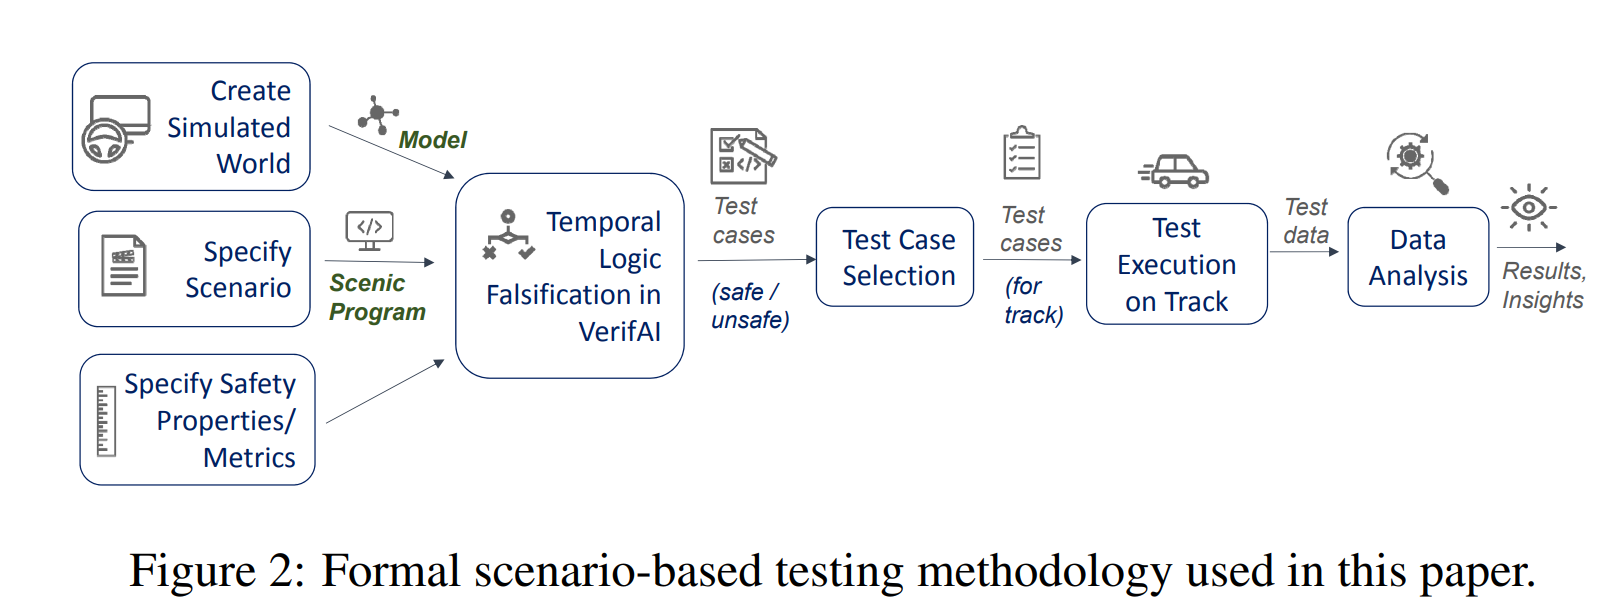 Create
Simulated
World
Model
Specify
Scenario
Scenic
Program
Specify Safety
Properties/
Metrics
Temporal
Logic
Falsification in
VerifAI
Test
cases
(safe /
unsafe)
Test Case
Selection
Test
cases
(for
track)
Test
Execution
on Track
Test
data
Data
Analysis
Results,
Insights
Figure 2: Formal scenario-based testing methodology used in this paper.